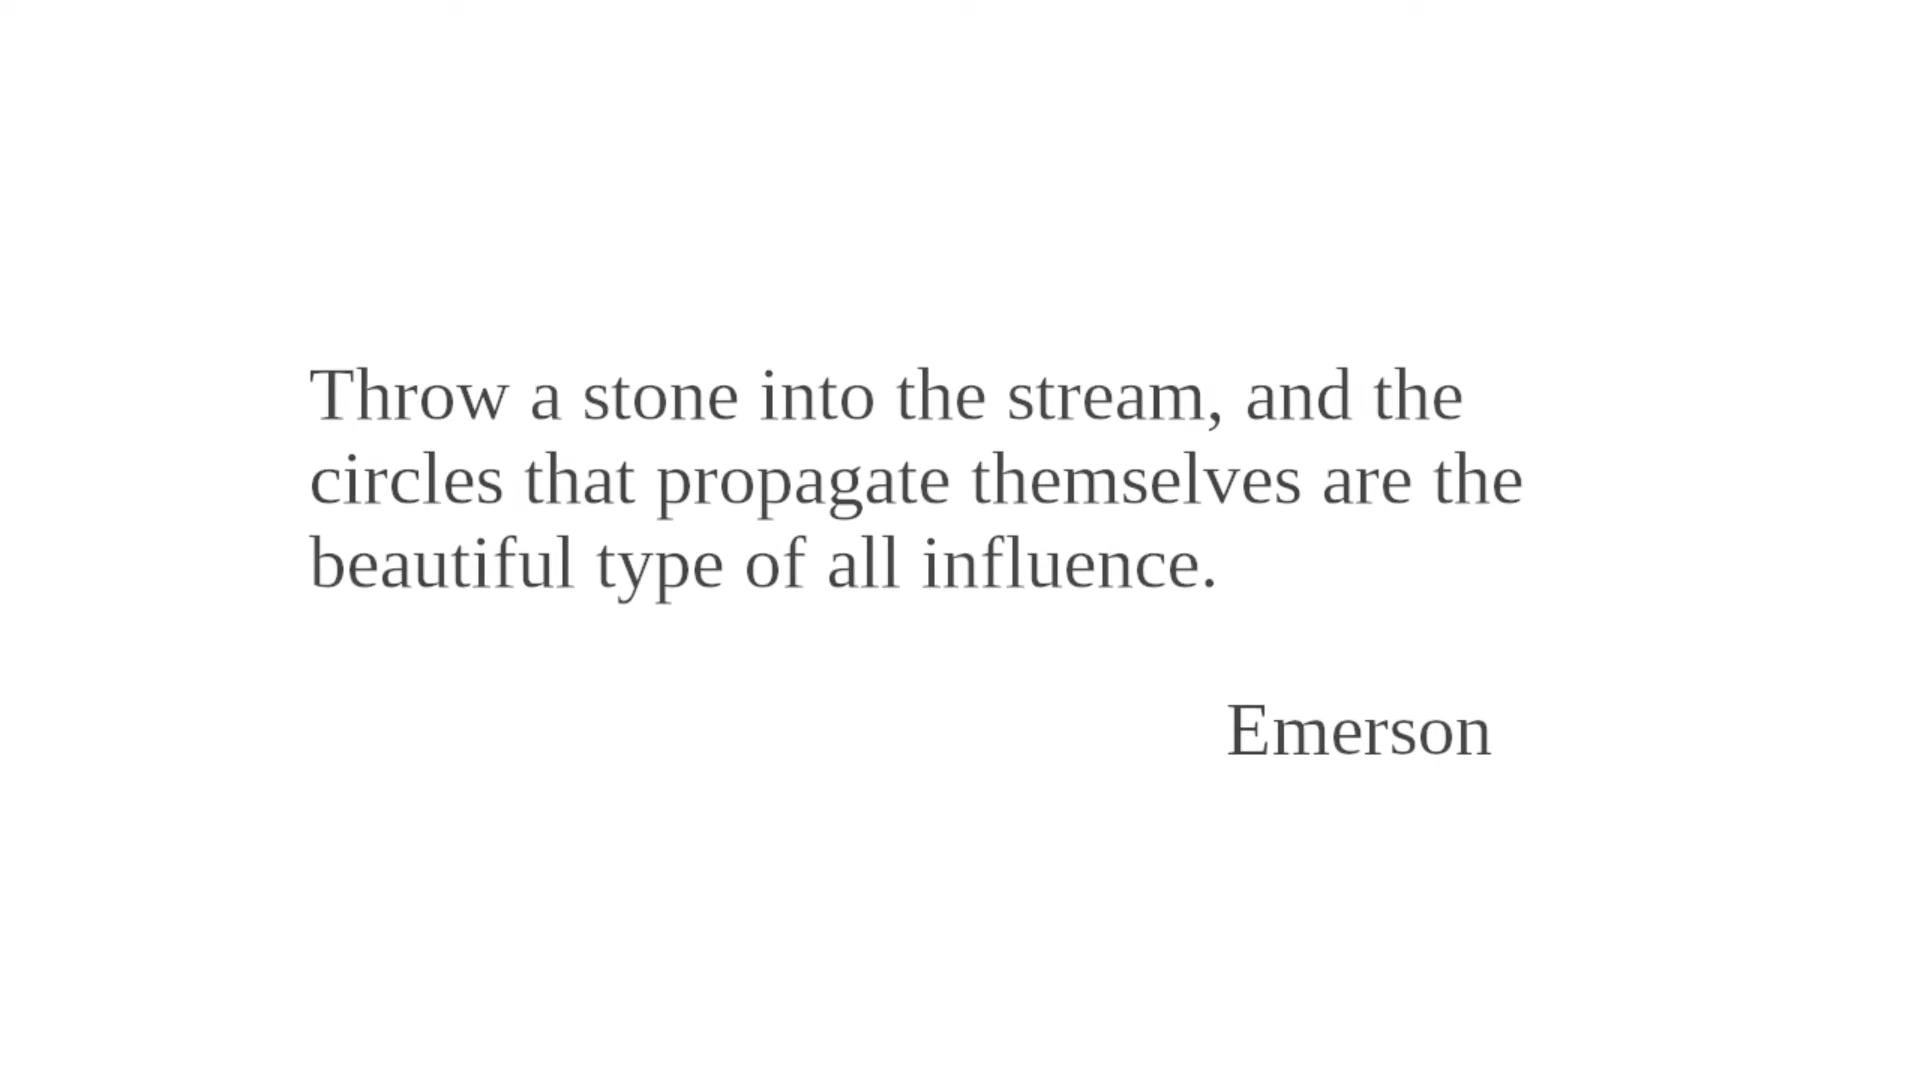 Throw a stone into the stream, and the
circles that propagate themselves are the
beautiful type of all influence.
Emerson